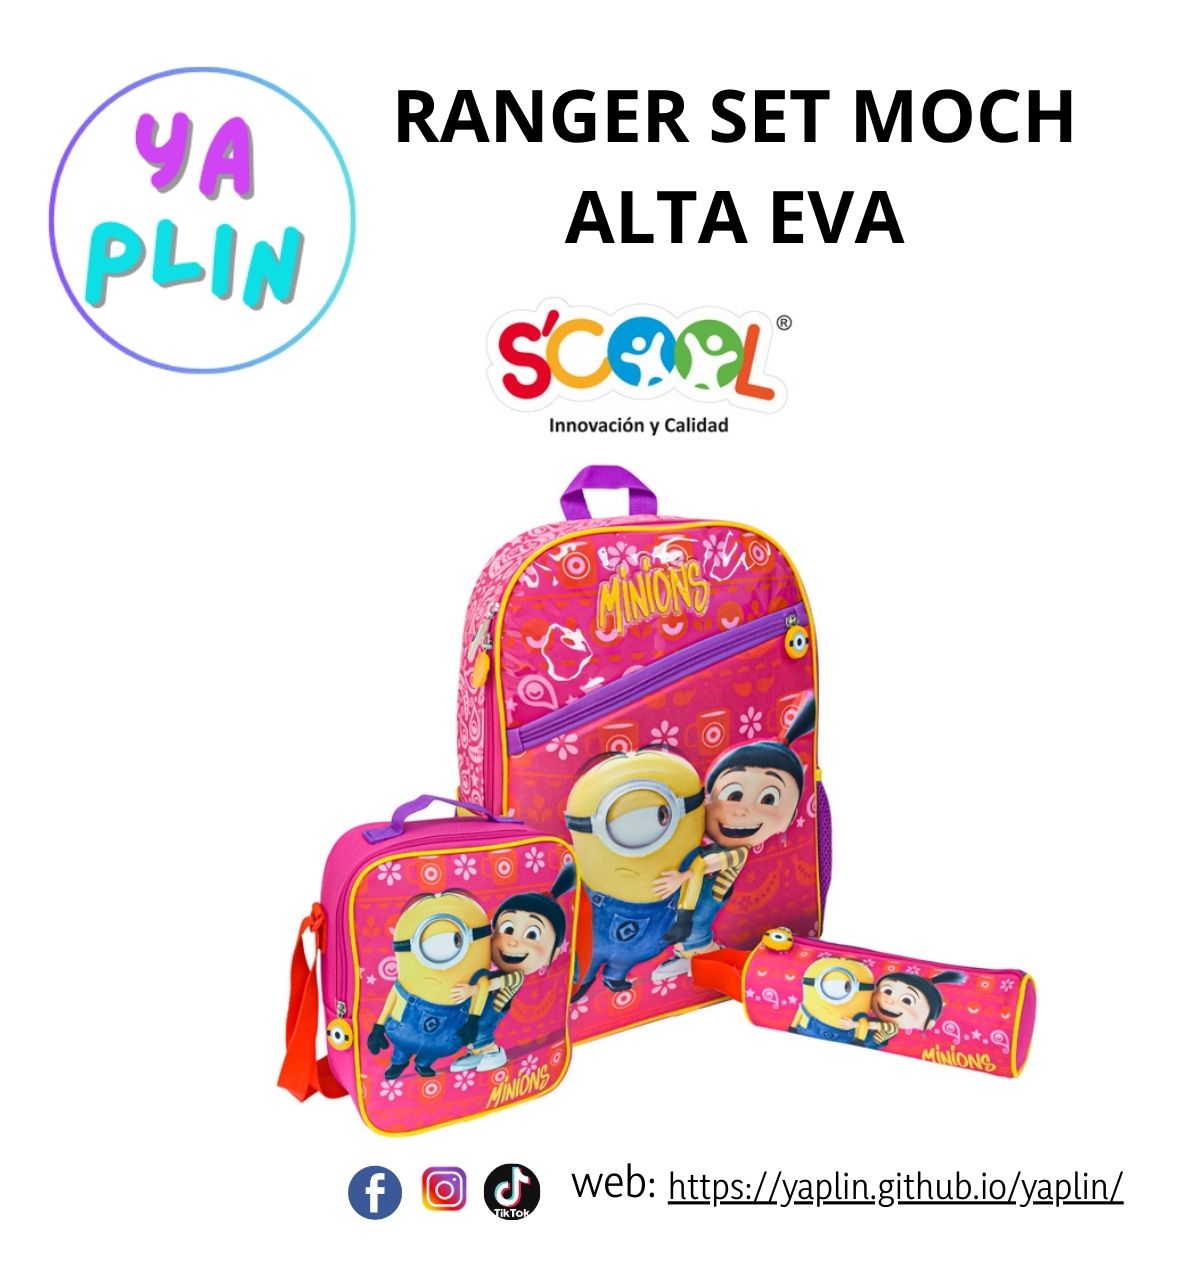 YA
PLIN
RANGER SET MOCH
ALTA EVA
S'COOL®
Innovación y Calidad
MINIONS
MINIONS
MINIONS
TikTok
web: https://yaplin.github.io/yaplin/